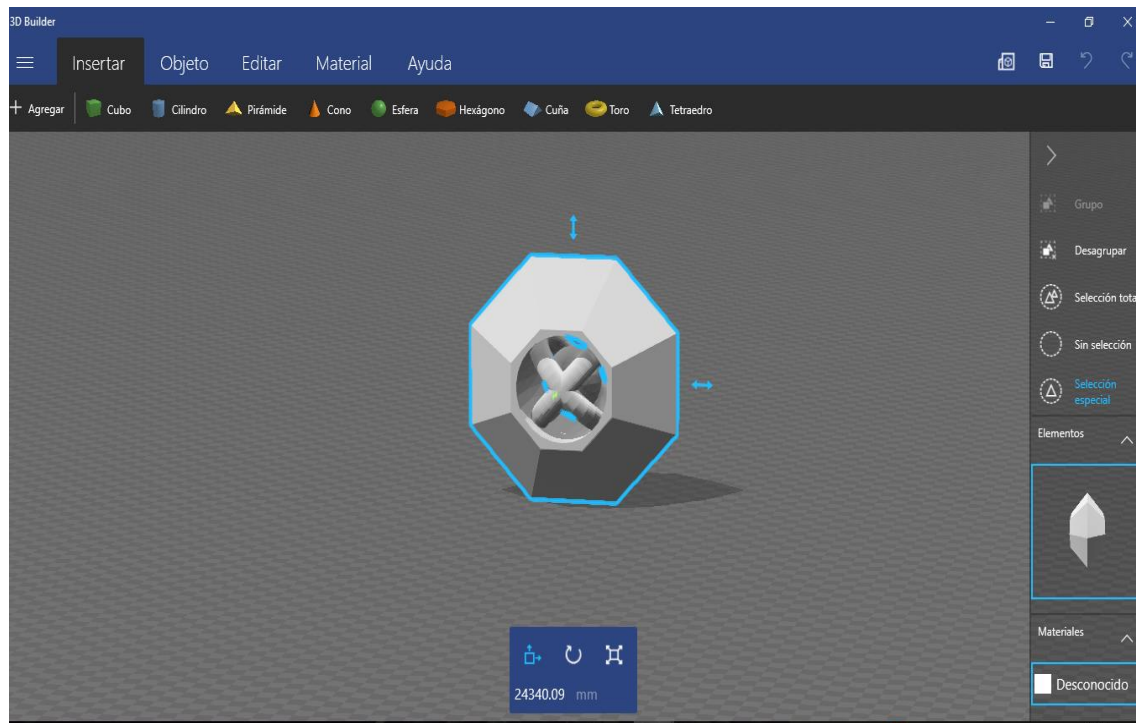 3D Builder
Insertar Objeto Editar Material Ayuda
Agregar Cubo Cilindro Pirámide Cono Esfera Hexágono Cuña Toro Tetraedro
Grupo
Desagrupar
Selección tota
Sin selección
Selección
especial
Elementos
Materiales
Desconocido
24340.09 mm